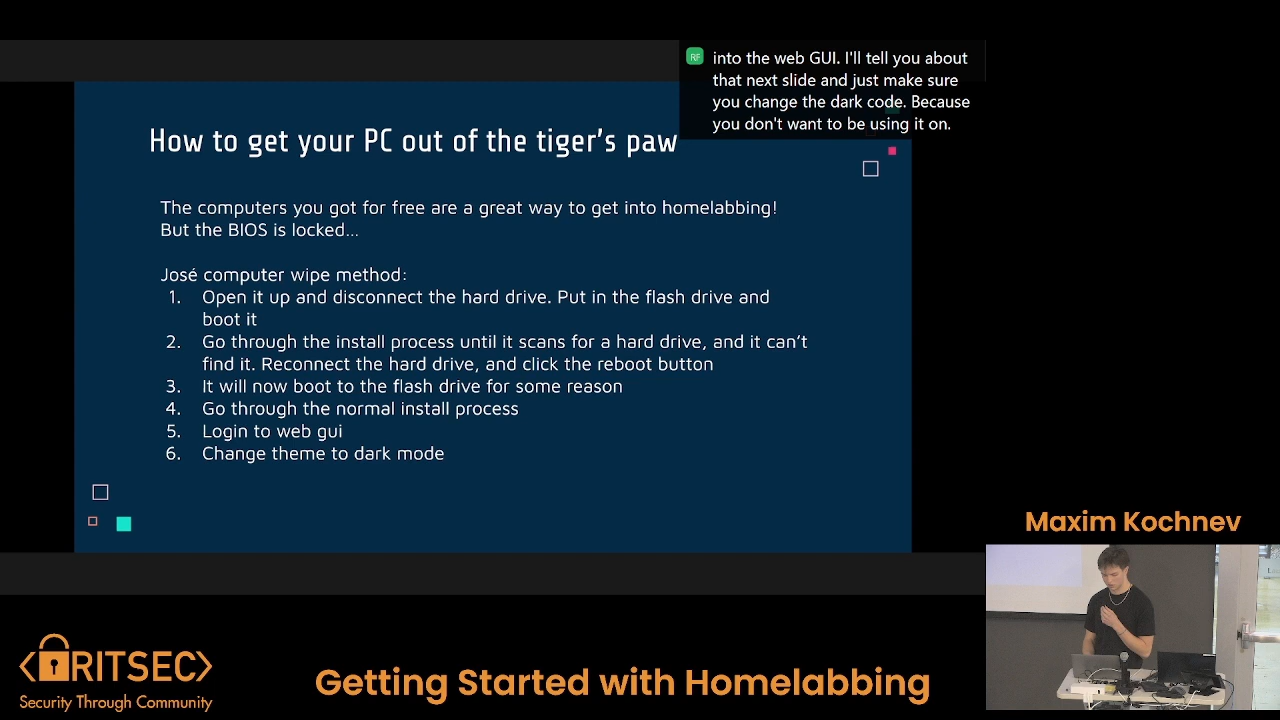 RF
into the web GUI. I'll tell you about
that next slide and just make sure
you change the dark code. Because
you don't want to be using it on.
How to get your PC out of the tiger's paw
The computers you got for free are a great way to get into homelabbing!
But the BIOS is locked...
José computer wipe method:
1. Open it up and disconnect the hard drive. Put in the flash drive and
boot it
2. Go through the install process until it scans for a hard drive, and it can't
find it. Reconnect the hard drive, and click the reboot button
3. It will now boot to the flash drive for some reason
4. Go through the normal install process
5. Login to web gui
6. Change theme to dark mode
Maxim Kochnev
RITSEC
Security Through Community
Getting Started with Homelabbing